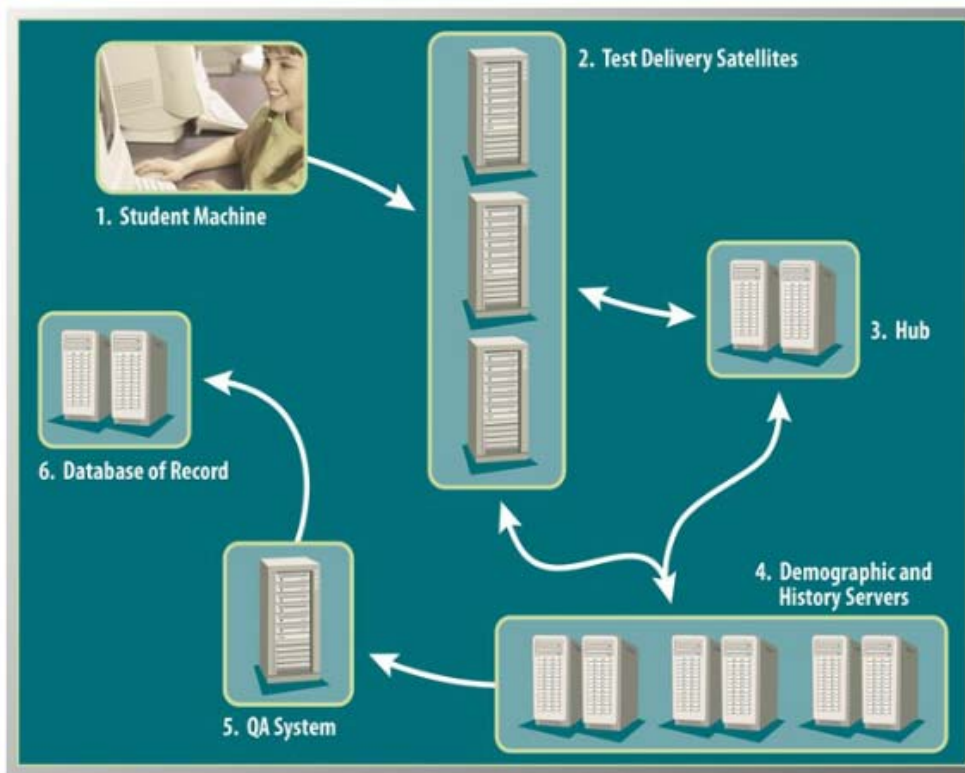 1. Student Machine
2. Test Delivery Satellites
3. Hub
4. Demographic and
History Servers
5. QA System
6. Database of Record